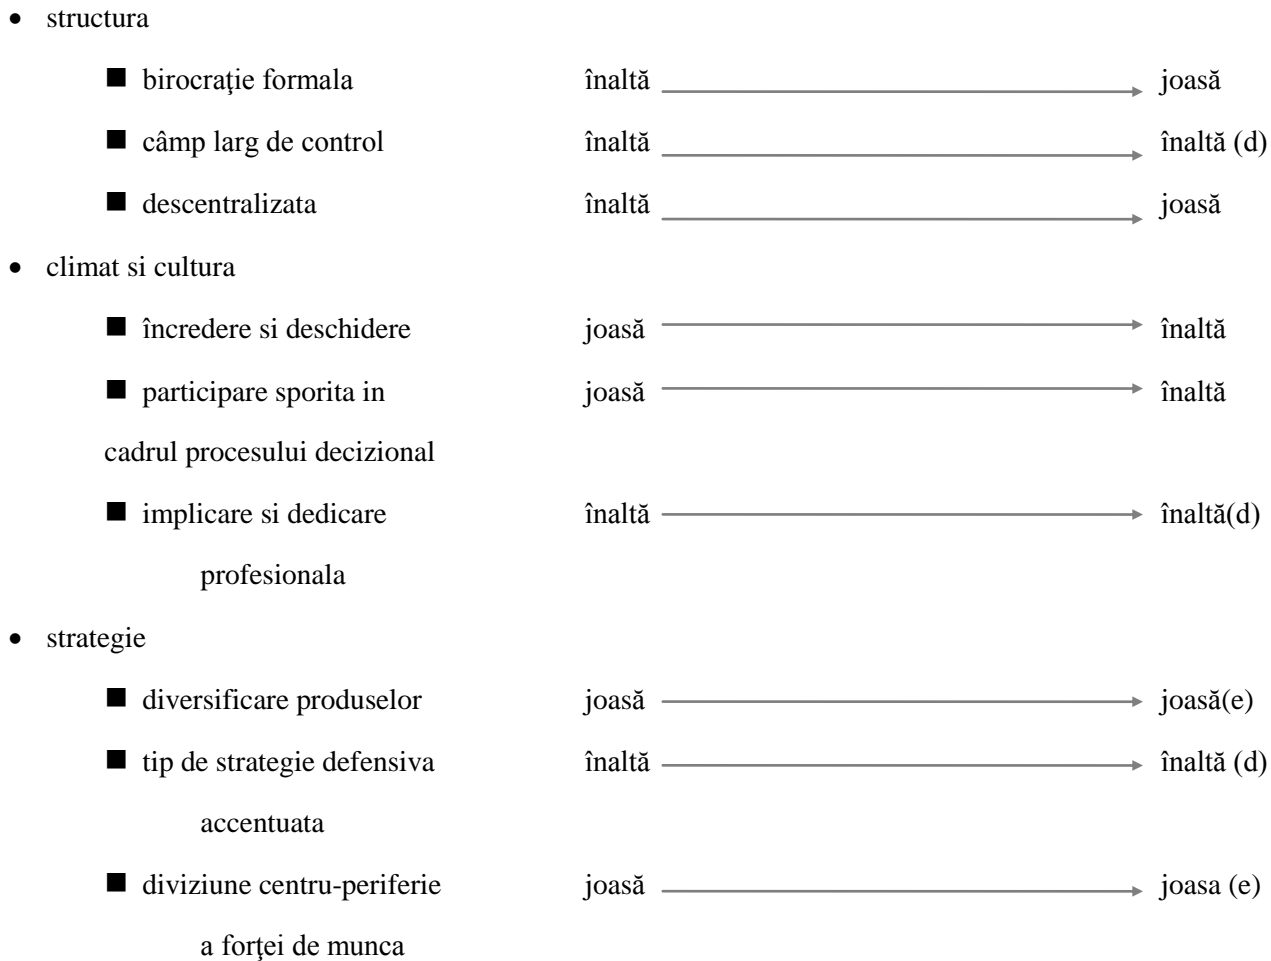 • structura
■ birocraţie formala înaltă joasă
■ câmp larg de control înaltă înaltă (d)
■ descentralizata înaltă joasă
• climat si cultura
■ încredere si deschidere joasă înaltă
■ participare sporita in joasă înaltă
cadrul procesului decizional
■ implicare si dedicare înaltă înaltă(d)
profesionala
• strategie
■ diversificare produselor joasă joasă(e)
■ tip de strategie defensiva înaltă înaltă (d)
accentuata
■ diviziune centru-periferie joasă joasa (e)
a forţei de munca